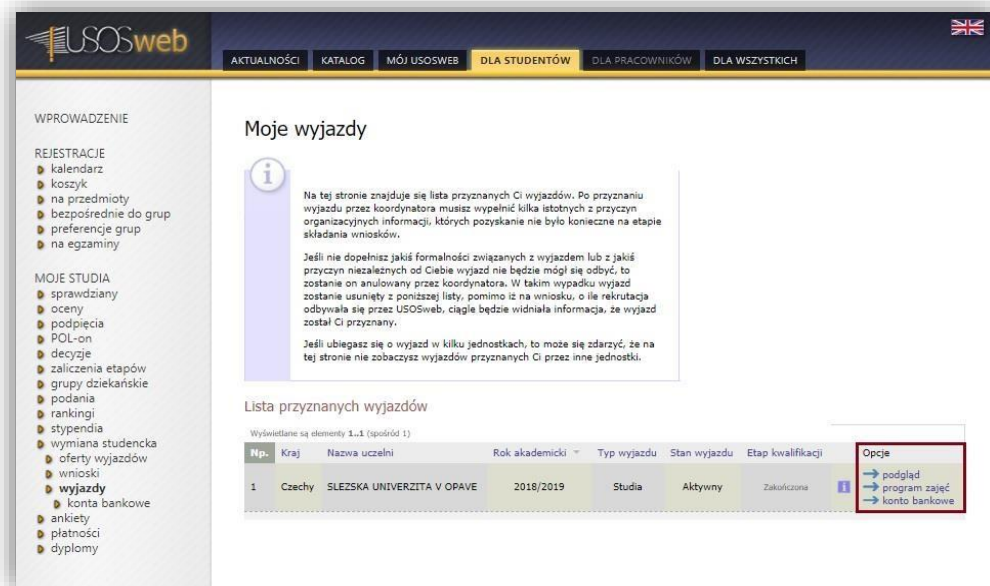 USOSweb
AKTUALNOŚCI KATALOG MÓJ USOSWEB DLA STUDENTÓW DLA PRACOWNIKÓW DLA WSZYSTKICH
WPROWADZENIE
REJESTRACJE
kalendarz
koszyk
na przedmioty
bezpośrednie do grup
preferencje grup
na egzaminy
MOJE STUDIA
sprawdziany
oceny
podpięcia
POL-on
decyzje
zaliczenia etapów
grupy dziekańskie
podania
rankingi
stypendia
wymiana studencka
oferty wyjazdów
wnioski
wyjazdy
konta bankowe
ankiety
płatności
dyplomy
Moje wyjazdy
i
Na tej stronie znajduje się lista przyznanych Ci wyjazdów. Po przyznaniu
wyjazdu przez koordynatora musisz wypełnić kilka istotnych z przyczyn
organizacyjnych informacji, których pozyskanie nie było konieczne na etapie
składania wniosków.
Jeśli nie dopełnisz jakiś formalności związanych z wyjazdem lub z jakiś
przyczyn niezależnych od Ciebie wyjazd nie będzie mógł się odbyć, to
zostanie on anulowany przez koordynatora. W takim wypadku wyjazd
zostanie usunięty z poniższej listy, pomimo iż na wniosku, o ile rekrutacja
odbywała się przez USOSweb, ciągle będzie widniała informacja, że wyjazd
został Ci przyznany.
Jeśli ubiegasz się o wyjazd w kilku jednostkach, to może się zdarzyć, że na
tej stronie nie zobaczysz wyjazdów przyznanych Ci przez inne jednostki.
Lista przyznanych wyjazdów
Wyświetlane są elementy 1..1 (spośród 1)
Np. Kraj Nazwa uczelni Rok akademicki Typ wyjazdu Stan wyjazdu Etap kwalifikacji Opcje
1 Czechy SLEZSKA UNIVERZITA V OPAVE 2018/2019 Studia Aktywny Zakończona i
podgląd
program zajęć
konto bankowe